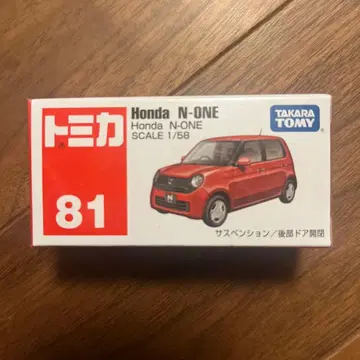 トミカ
81
Honda N-ONE
Honda N-ONE
SCALE 1/58
TAKARA
TOMY
N
サスペンション/後部ドア開閉